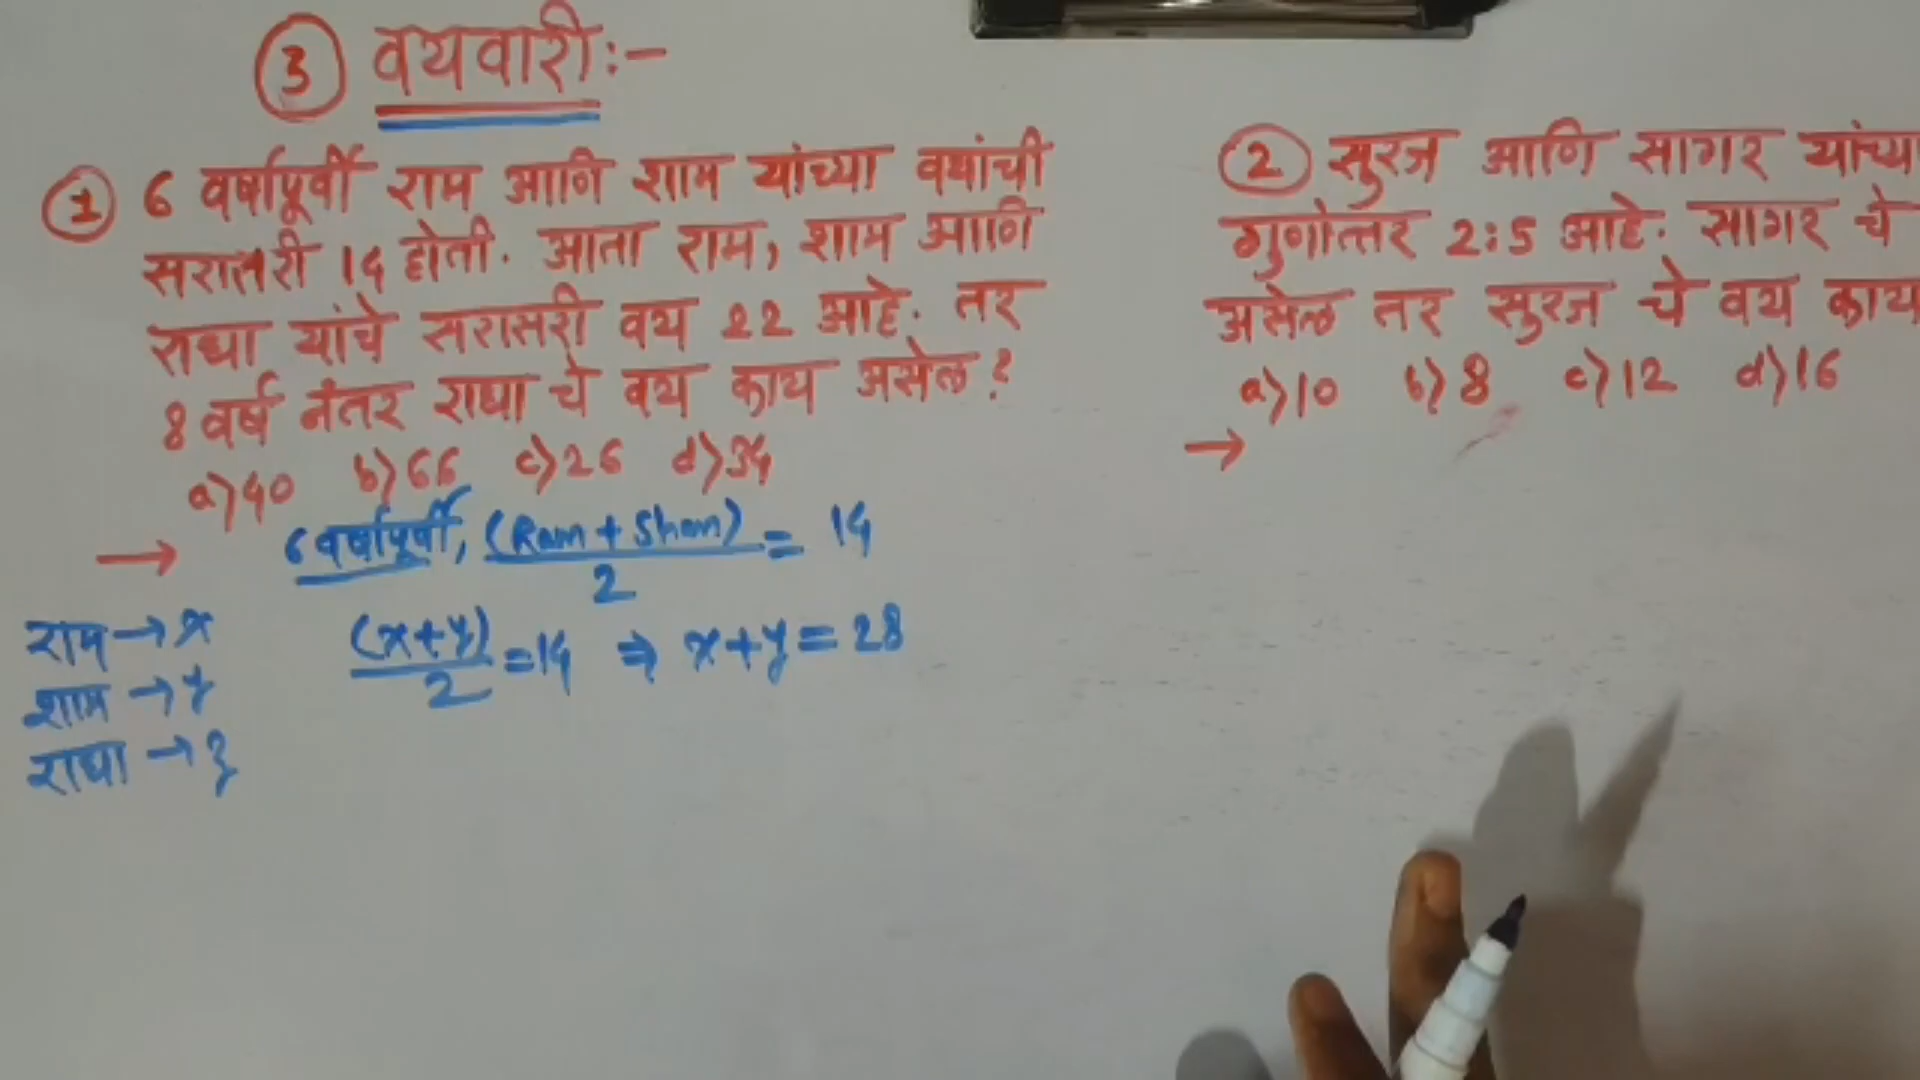 3 वयवारी:-
1 6 वर्षापूर्वी राम आणि शाम यांच्या वयांची
सरासरी 14 होती. आता राम, शाम आणि
राधा यांचे सरासरी वय 22 आहे. तर
8 वर्ष नंतर राधा चे वय काय असेल?
a) 40 b) 66 c) 26 d) 34
→ 6 वर्षापूर्वी, (Ram + Sham) / 2 = 14
राम → x
शाम → y
राधा → z
(x+y) / 2 = 14 ⇒ x+y = 28
2 सुरज आणि सागर यांच्या
गुणोत्तर 2:5 आहे. सागर चे
असेल तर सुरज चे वय काय
a) 10 b) 8 c) 12 d) 16
→